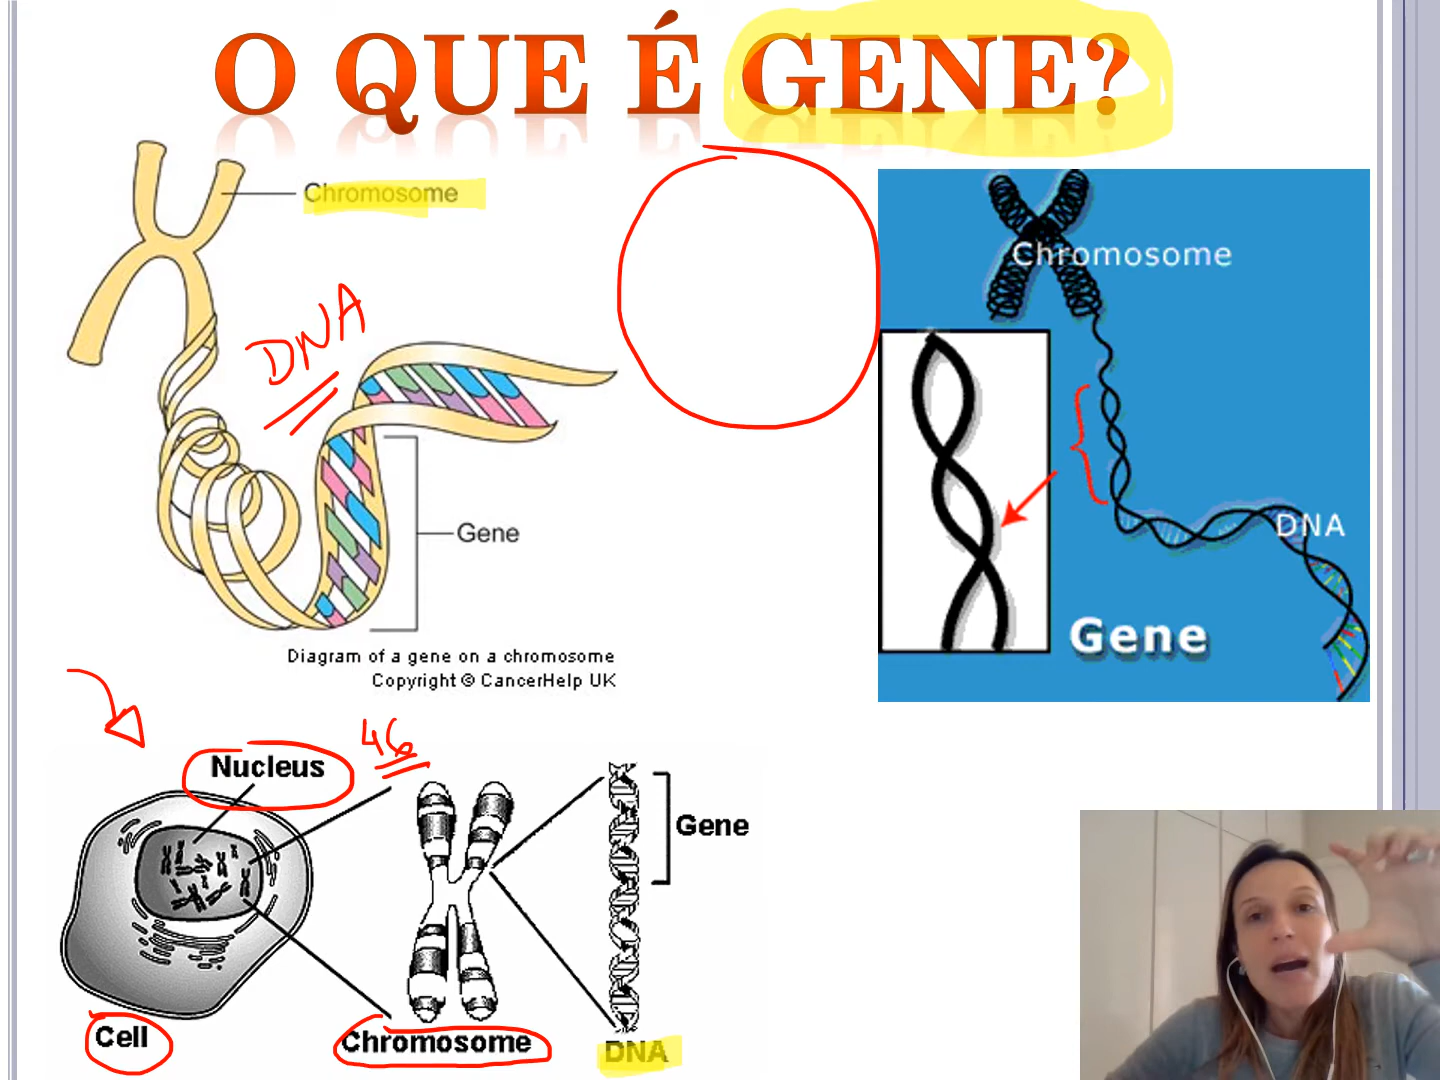 O QUE É GENE?
Chromosome
DNA
Gene
Diagram of a gene on a chromosome
Copyright © CancerHelp UK
Chromosome
DNA
Gene
46
Nucleus
Gene
Cell
Chromosome
DNA